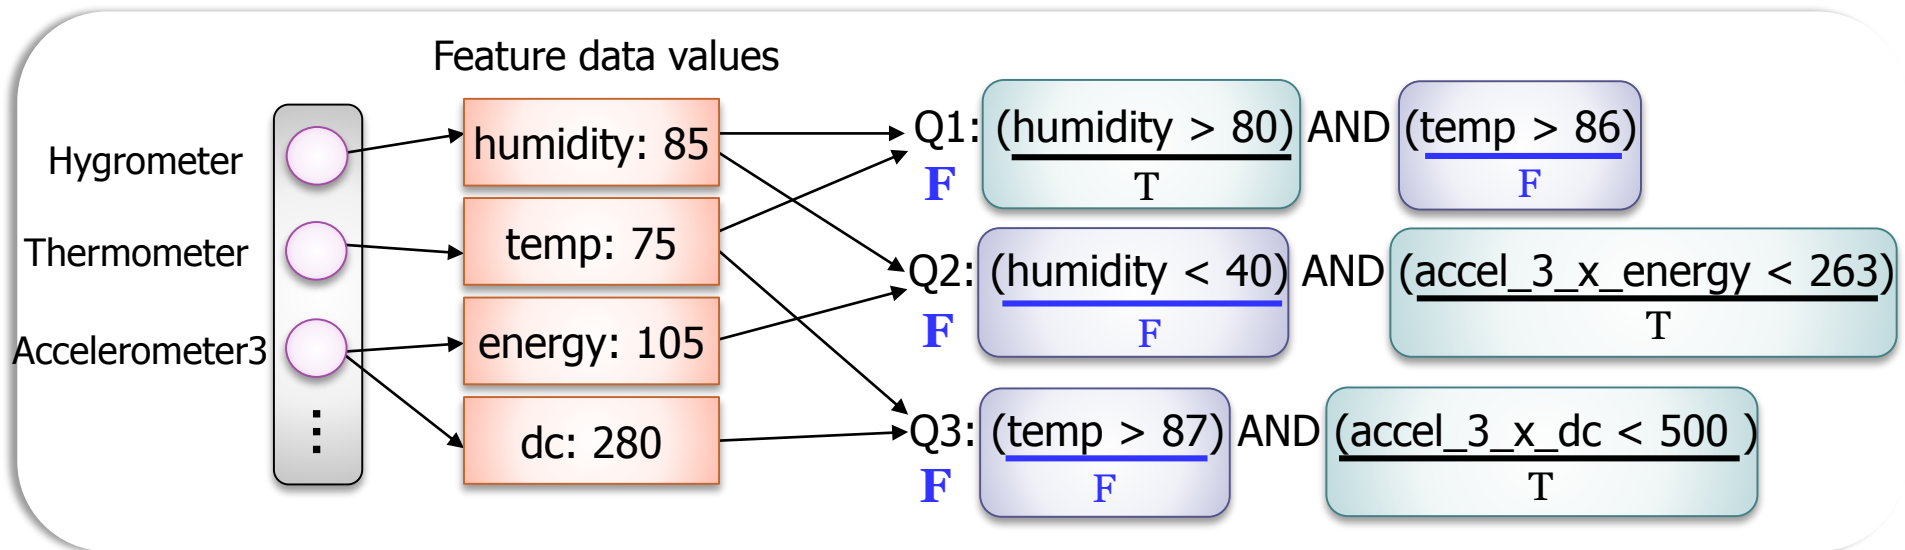 Feature data values
Hygrometer
Thermometer
Accelerometer3
⋮
humidity: 85
temp: 75
energy: 105
dc: 280
Q1: (humidity > 80) AND (temp > 86)
F T F
Q2: (humidity < 40) AND (accel_3_x_energy < 263)
F F T
Q3: (temp > 87) AND (accel_3_x_dc < 500 )
F F T